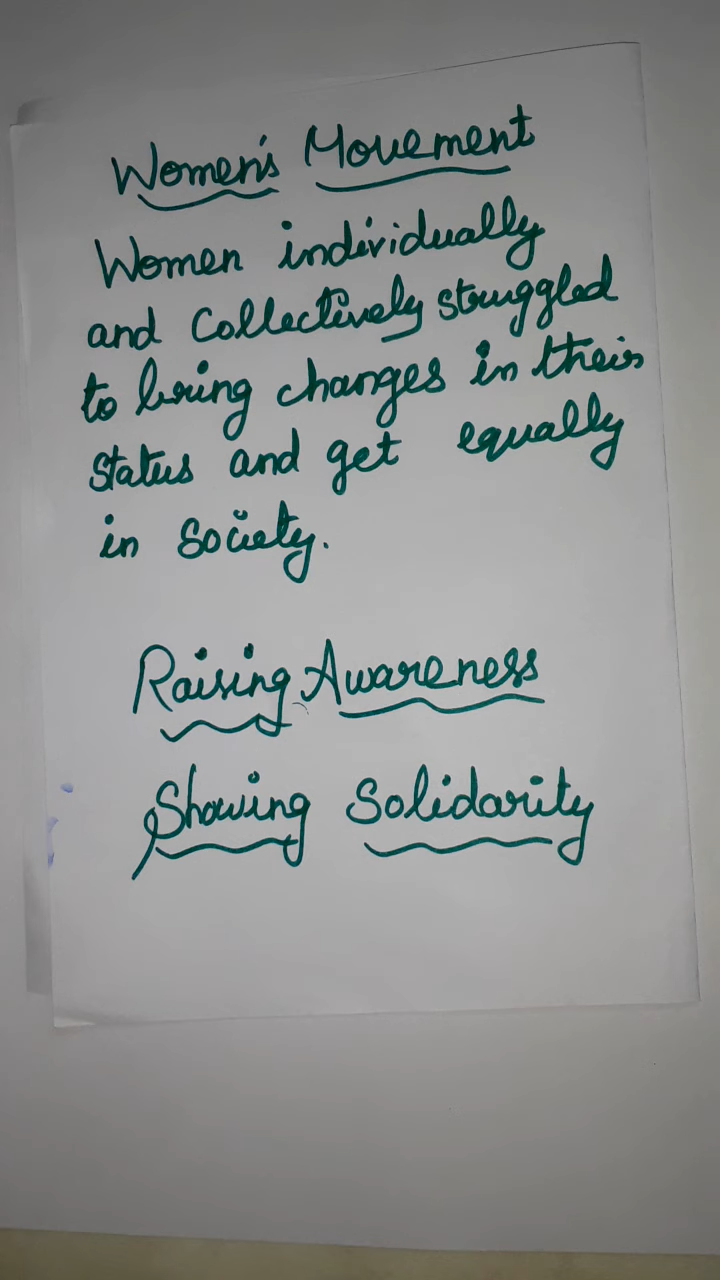 Women's Movement
Women individually
and Collectively struggled
to bring changes in their
status and get equally
in society.
Raising Awareness
Showing Solidarity